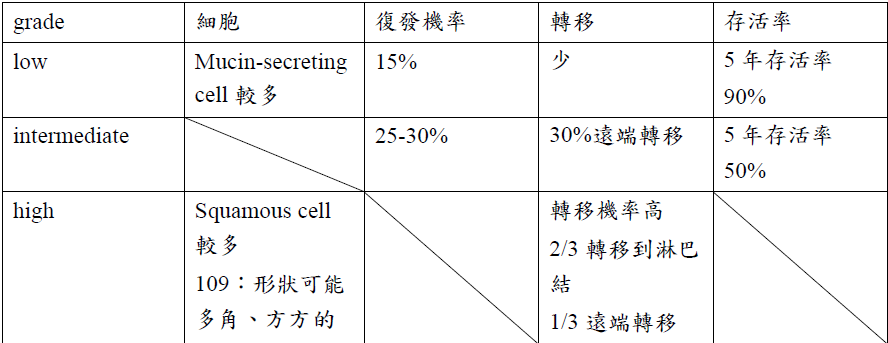 grade 細胞 復發機率 轉移 存活率
low Mucin-secreting 15% 少 5 年存活率
cell 較多 90%
intermediate 25-30% 30%遠端轉移 5 年存活率
50%
high Squamous cell 轉移機率高
較多 2/3 轉移到淋巴
109：形狀可能 結
多角、方方的 1/3 遠端轉移